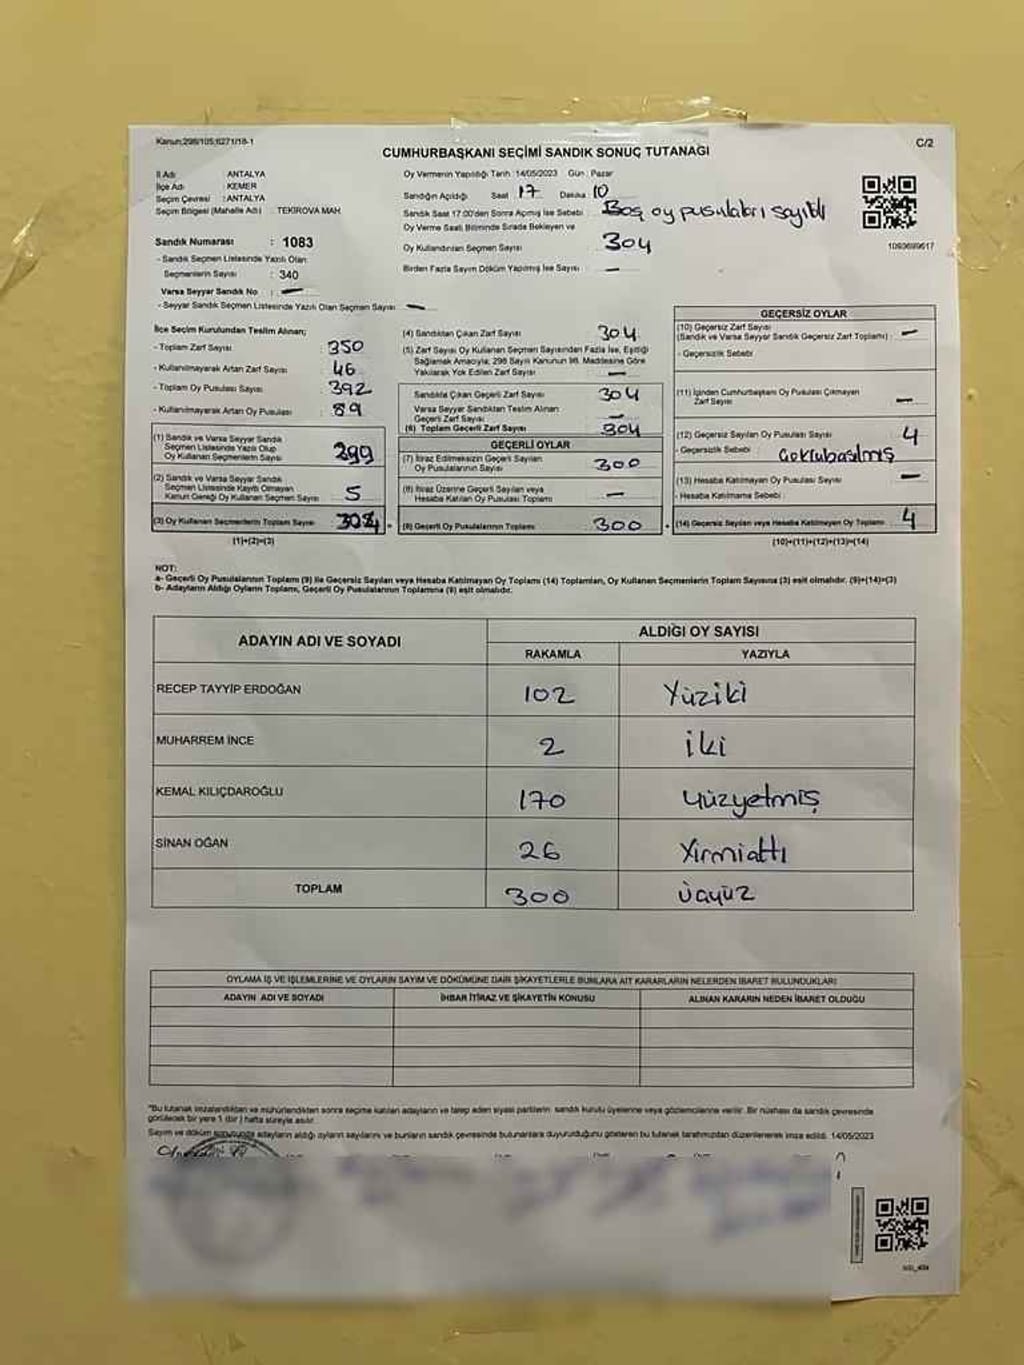 Kanun:298/105;6271/18-1
C/2
CUMHURBAŞKANI SEÇİMİ SANDIK SONUÇ TUTANAĞI
İl Adı : ANTALYA
İlçe Adı : KEMER
Seçim Çevresi : ANTALYA
Seçim Bölgesi (Mahalle Adı) : TEKİROVA MAH.
Oy Vermenin Yapıldığı Tarih : 14/05/2023 Gün : Pazar
Sandığın Açıldığı Saat 17 Dakika 10
Sandık Saat 17:00'den Sonra Açılmış İse Sebebi : Boş oy pusulaları sayıldı
Oy Verme Saati Bitiminde Sırada Bekleyen ve
Oy Kullandırılan Seçmen Sayısı 304
Birden Fazla Sayım Döküm Yapılmış İse Sayısı : —
1093699617
Sandık Numarası : 1083
- Sandık Seçmen Listesinde Yazılı Olan
Seçmenlerin Sayısı : 340
Varsa Seyyar Sandık No : —
- Seyyar Sandık Seçmen Listesinde Yazılı Olan Seçmen Sayısı : —
İlçe Seçim Kurulundan Teslim Alınan;
- Toplam Zarf Sayısı : 350
- Kullanılmayarak Artan Zarf Sayısı : 46
- Toplam Oy Pusulası Sayısı : 392
- Kullanılmayarak Artan Oy Pusulası : 89
(1) Sandık ve Varsa Seyyar Sandık
Seçmen Listesinde Yazılı Olup
Oy Kullanan Seçmenlerin Sayısı : 299
(2) Sandık ve Varsa Seyyar Sandık
Seçmen Listesinde Kayıtlı Olmayan
Kanun Gereği Oy Kullanan Seçmen Sayısı : 5
(3) Oy Kullanan Seçmenlerin Toplam Sayısı : 304
(1)+(2)=(3)
(4) Sandıktan Çıkan Zarf Sayısı 304
(5) Zarf Sayısı Oy Kullanan Seçmen Sayısından Fazla İse, Eşitliği
Sağlamak Amacıyla; 298 Sayılı Kanunun 98. Maddesine Göre
Yakılarak Yok Edilen Zarf Sayısı : —
Sandıkta Çıkan Geçerli Zarf Sayısı 304
Varsa Seyyar Sandıktan Teslim Alınan
Geçerli Zarf Sayısı —
(6) Toplam Geçerli Zarf Sayısı 304
GEÇERLİ OYLAR
(7) İtiraz Edilmeksizin Geçerli Sayılan
Oy Pusulalarının Sayısı : 300
(8) İtiraz Üzerine Geçerli Sayılan veya
Hesaba Katılan Oy Pusulası Toplamı : —
(9) Geçerli Oy Pusulalarının Toplamı : 300
GEÇERSİZ OYLAR
(10) Geçersiz Zarf Sayısı
(Sandık ve Varsa Seyyar Sandık Geçersiz Zarf Toplamı) : —
- Geçersizlik Sebebi :
(11) İçinden Cumhurbaşkanı Oy Pusulası Çıkmayan
Zarf Sayısı : —
(12) Geçersiz Sayılan Oy Pusulası Sayısı : 4
- Geçersizlik Sebebi : Çoklubasılmış
(13) Hesaba Katılmayan Oy Pusulası Sayısı : —
- Hesaba Katılmama Sebebi :
(14) Geçersiz Sayılan veya Hesaba Katılmayan Oy Toplamı : 4
(10)+(11)+(12)+(13)=(14)
NOT:
a- Geçerli Oy Pusulalarının Toplamı (9) ile Geçersiz Sayılan veya Hesaba Katılmayan Oy Toplamı (14) Toplamları, Oy Kullanan Seçmenlerin Toplam Sayısına (3) eşit olmalıdır. (9)+(14)=(3)
b- Adayların Aldığı Oyların Toplamı, Geçerli Oy Pusulalarının Toplamına (9) eşit olmalıdır.
ADAYIN ADI VE SOYADI
ALDIĞI OY SAYISI
RAKAMLA YAZIYLA
RECEP TAYYİP ERDOĞAN 102 Yüziki
MUHARREM İNCE 2 iki
KEMAL KILIÇDAROĞLU 170 yüzyetmiş
SİNAN OĞAN 26 Yirmialtı
TOPLAM 300 üçyüz
OYLAMA İŞ VE İŞLEMLERİNE VE OYLARIN SAYIM VE DÖKÜMÜNE DAİR ŞİKAYETLERLE BUNLARA AİT KARARLARIN NELERDEN İBARET BULUNDUKLARI
ADAYIN ADI VE SOYADI İHBAR İTİRAZ VE ŞİKAYETİN KONUSU ALINAN KARARIN NEDEN İBARET OLDUĞU
"Bu tutanak imzalandıktan ve mühürlendikten sonra seçime katılan adayların ve talep eden siyasi partilerin sandık kurulu üyelerine veya gözlemcilerine verilir. Bir nüshası da sandık çevresinde
görülecek bir yere 1 (bir ) hafta süreyle asılır.
Sayım ve döküm sonucunda adayların aldığı oyların sayılarını ve bunların sandık çevresinde bulunanlara duyurulduğunu gösteren bu tutanak tarafımızdan düzenlenerek imza edildi. 14/05/2023